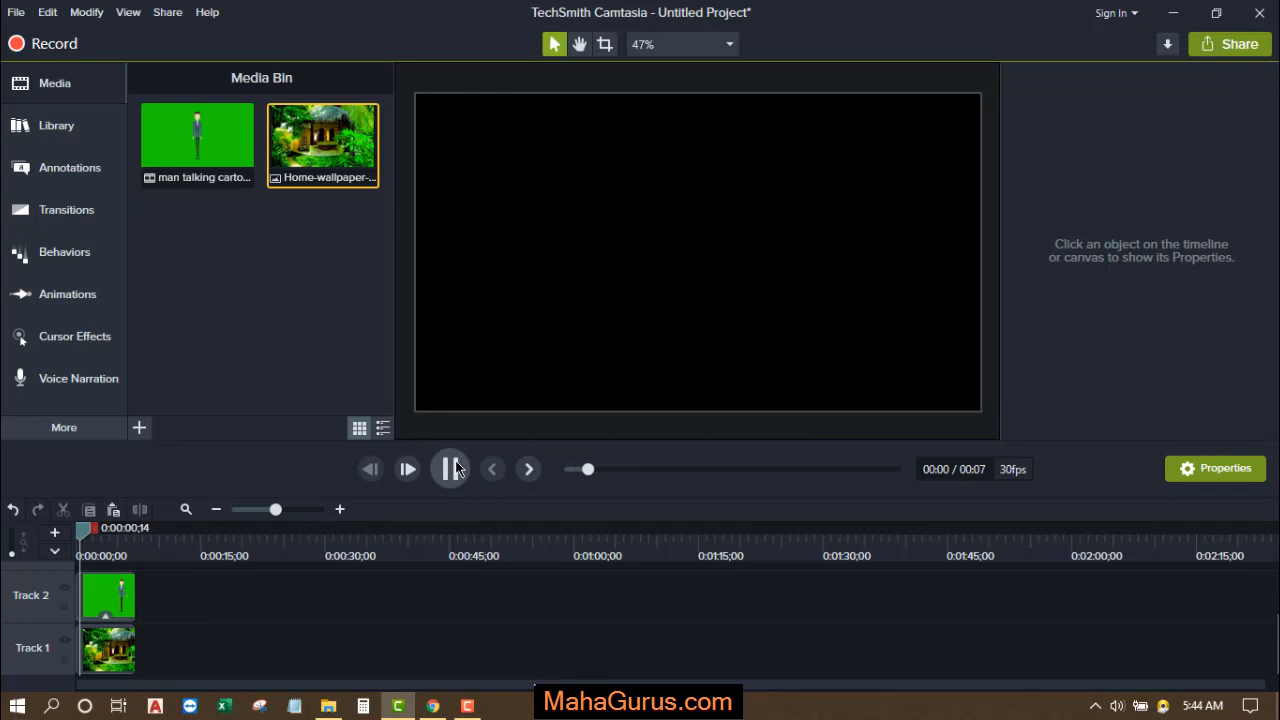 File Edit Modify View Share Help
TechSmith Camtasia - Untitled Project*
Sign In
Record
47%
Share
Media
Library
Annotations
Transitions
Behaviors
Animations
Cursor Effects
Voice Narration
More
Media Bin
man talking carto...
Home-wallpaper-...
Click an object on the timeline
or canvas to show its Properties.
00:00 / 00:07
30fps
Properties
0:00:00;14
0:00:00;00 0:00:15;00 0:00:30;00 0:00:45;00 0:01:00;00 0:01:15;00 0:01:30;00 0:01:45;00 0:02:00;00 0:02:15;00
Track 2
Track 1
MahaGurus.com
5:44 AM